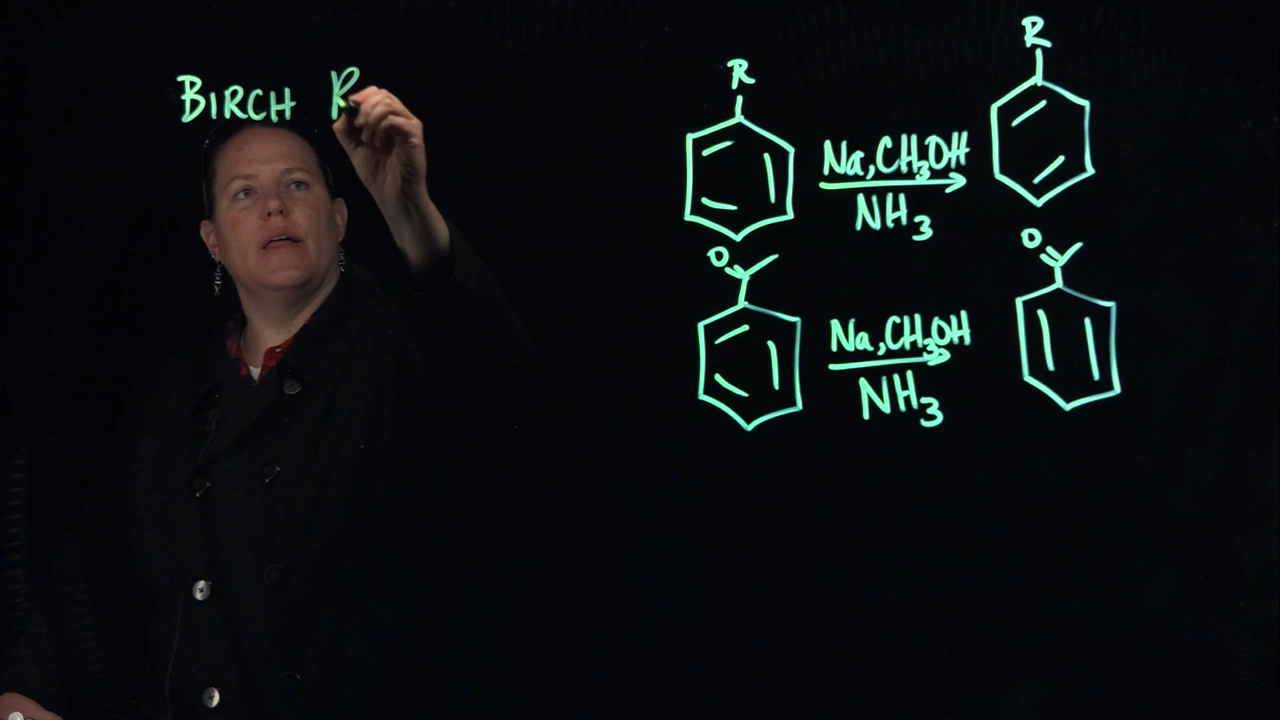 BIRCH R
R
Na, CH₃OH
NH₃
R
O
Na, CH₃OH
NH₃
O